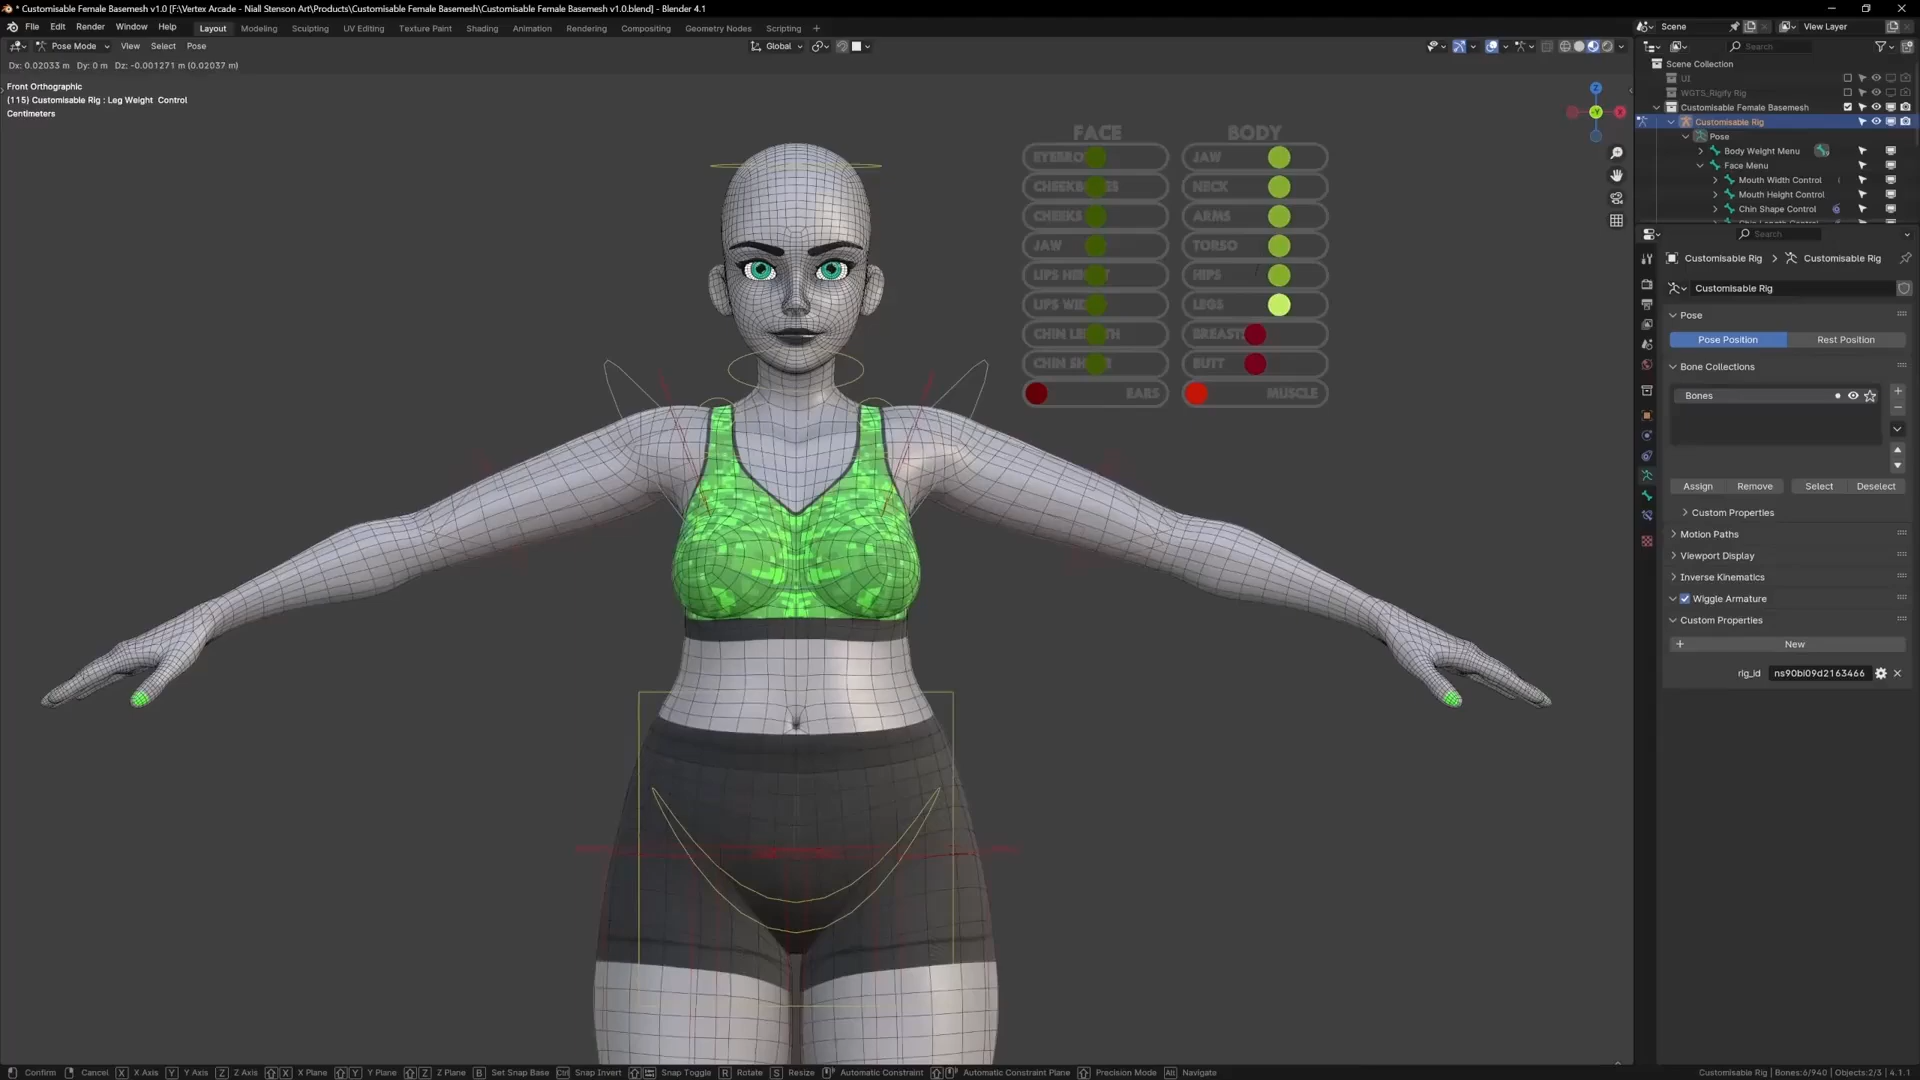 * Customisable Female Basemesh v1.0 [F:\Vertex Arcade - Niall Stenson Art\Products\Customisable Female Basemesh\Customisable Female Basemesh v1.0.blend] - Blender 4.1
File Edit Render Window Help
Layout Modeling Sculpting UV Editing Texture Paint Shading Animation Rendering Compositing Geometry Nodes Scripting +
Scene
View Layer
Pose Mode View Select Pose
Global
Search
Dx: 0.02033 m Dy: 0 m Dz: -0.001271 m (0.02037 m)
Front Orthographic
(115) Customisable Rig : Leg Weight Control
Centimeters
Scene Collection
UI
WGTS_Rigify Rig
Customisable Female Basemesh
Customisable Rig
Pose
Body Weight Menu
Face Menu
Mouth Width Control
Mouth Height Control
Chin Shape Control
Z
Y
X
FACE
JAW
EARS
BODY
JAW
NECK
ARMS
TORSO
HIPS
LEGS
BUTT
MUSCLE
Search
Customisable Rig > Customisable Rig
Customisable Rig
Pose
Pose Position Rest Position
Bone Collections
Bones
Assign Remove Select Deselect
Custom Properties
Motion Paths
Viewport Display
Inverse Kinematics
Wiggle Armature
Custom Properties
New
rig_id ns90bi09d2163466
Confirm Cancel X X Axis Y Y Axis Z Z Axis X X Plane Y Y Plane Z Z Plane B Set Snap Base Ctrl Snap Invert Snap Toggle R Rotate S Resize Automatic Constraint Automatic Constraint Plane Precision Mode Alt Navigate
Customisable Rig | Bones:6/940 | Objects:2/3 | 4.1.1